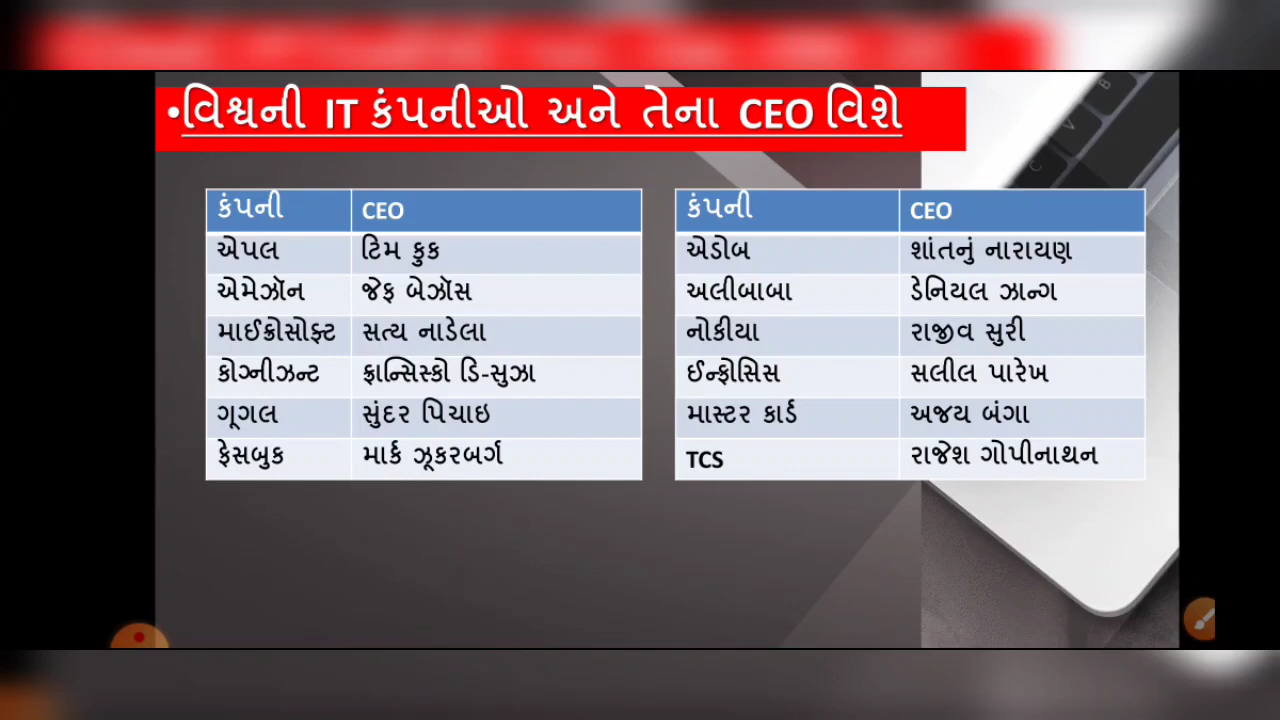 •વિશ્વની IT કંપનીઓ અને તેના CEO વિશે
કંપની CEO
એપલ ટિમ કુક
એમેઝૉન જેફ બેઝૉસ
માઈક્રોસોફ્ટ સત્ય નાડેલા
કોગ્નીઝન્ટ ફ્રાન્સિસ્કો ડિ-સુઝા
ગૂગલ સુંદર પિચાઇ
ફેસબુક માર્ક ઝૂકરબર્ગ
કંપની CEO
એડોબ શાંતનું નારાયણ
અલીબાબા ડેનિયલ ઝાન્ગ
નોકીયા રાજીવ સુરી
ઈન્ફોસિસ સલીલ પારેખ
માસ્ટર કાર્ડ અજય બંગા
TCS રાજેશ ગોપીનાથન